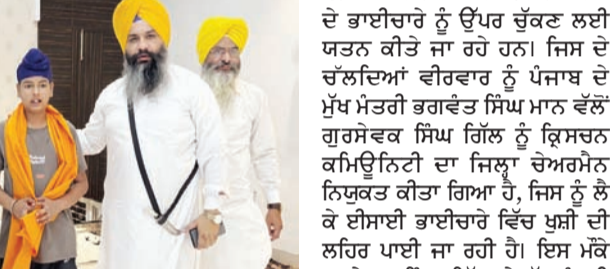 ਦੇ ਭਾਈਚਾਰੇ ਨੂੰ ਉੱਪਰ ਚੁੱਕਣ ਲਈ
ਯਤਨ ਕੀਤੇ ਜਾ ਰਹੇ ਹਨ। ਜਿਸ ਦੇ
ਚੱਲਦਿਆਂ ਵੀਰਵਾਰ ਨੂੰ ਪੰਜਾਬ ਦੇ
ਮੁੱਖ ਮੰਤਰੀ ਭਗਵੰਤ ਸਿੰਘ ਮਾਨ ਵੱਲੋਂ
ਗੁਰਸੇਵਕ ਸਿੰਘ ਗਿੱਲ ਨੂੰ ਕ੍ਰਿਸਚਨ
ਕਮਿਊਨਿਟੀ ਦਾ ਜਿਲ੍ਹਾ ਚੇਅਰਮੈਨ
ਨਿਯੁਕਤ ਕੀਤਾ ਗਿਆ ਹੈ, ਜਿਸ ਨੂੰ ਲੈ
ਕੇ ਈਸਾਈ ਭਾਈਚਾਰੇ ਵਿੱਚ ਖੁਸ਼ੀ ਦੀ
ਲਹਿਰ ਪਾਈ ਜਾ ਰਹੀ ਹੈ। ਇਸ ਮੌਕੇ